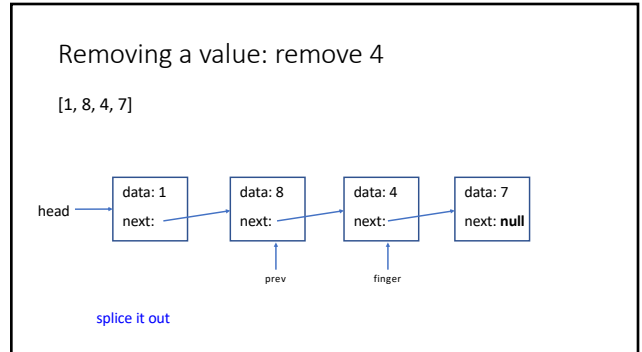 Removing a value: remove 4
[1, 8, 4, 7]
data: 1
data: 8
data: 4
data: 7
head
next:
next:
next:
next: null
prev
finger
splice it out